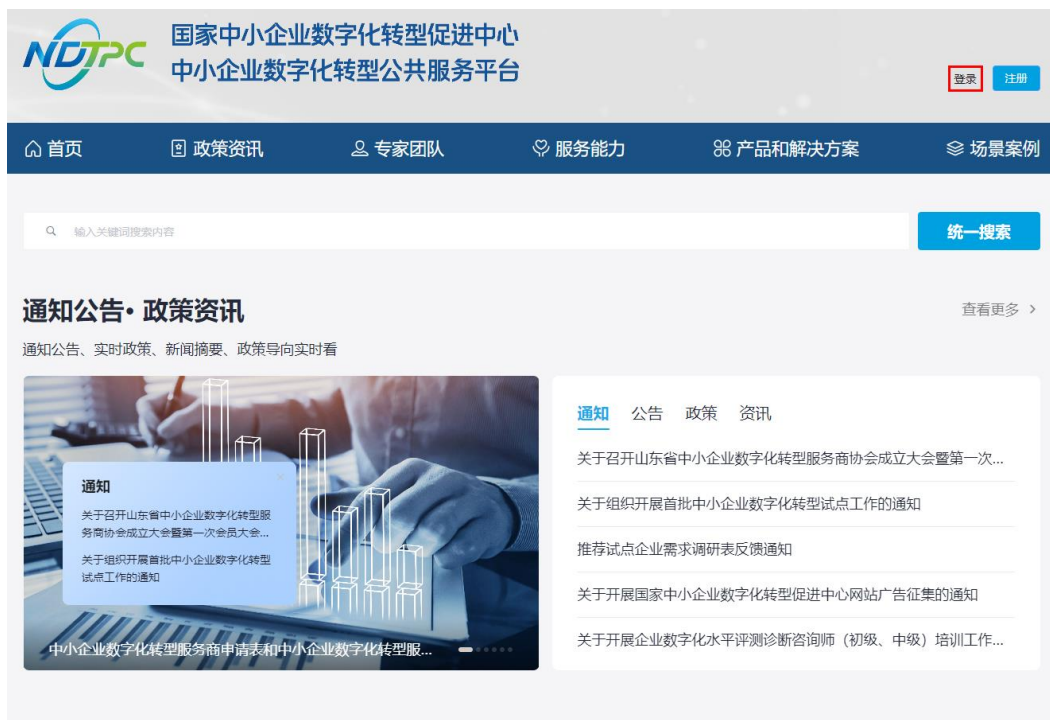 NDTPC
国家中小企业数字化转型促进中心
中小企业数字化转型公共服务平台
登录
注册
首页
政策资讯
专家团队
服务能力
产品和解决方案
场景案例
输入关键词搜索内容
统一搜索
通知公告· 政策资讯
查看更多
通知公告、实时政策、新闻摘要、政策导向实时看
通知
关于召开山东省中小企业数字化转型服
务商协会成立大会暨第一次会员大会...
关于组织开展首批中小企业数字化转型
试点工作的通知
中小企业数字化转型服务商申请表和中小企业数字化转型服...
通知 公告 政策 资讯
关于召开山东省中小企业数字化转型服务商协会成立大会暨第一次...
关于组织开展首批中小企业数字化转型试点工作的通知
推荐试点企业需求调研表反馈通知
关于开展国家中小企业数字化转型促进中心网站广告征集的通知
关于开展企业数字化水平评测诊断咨询师（初级、中级）培训工作...